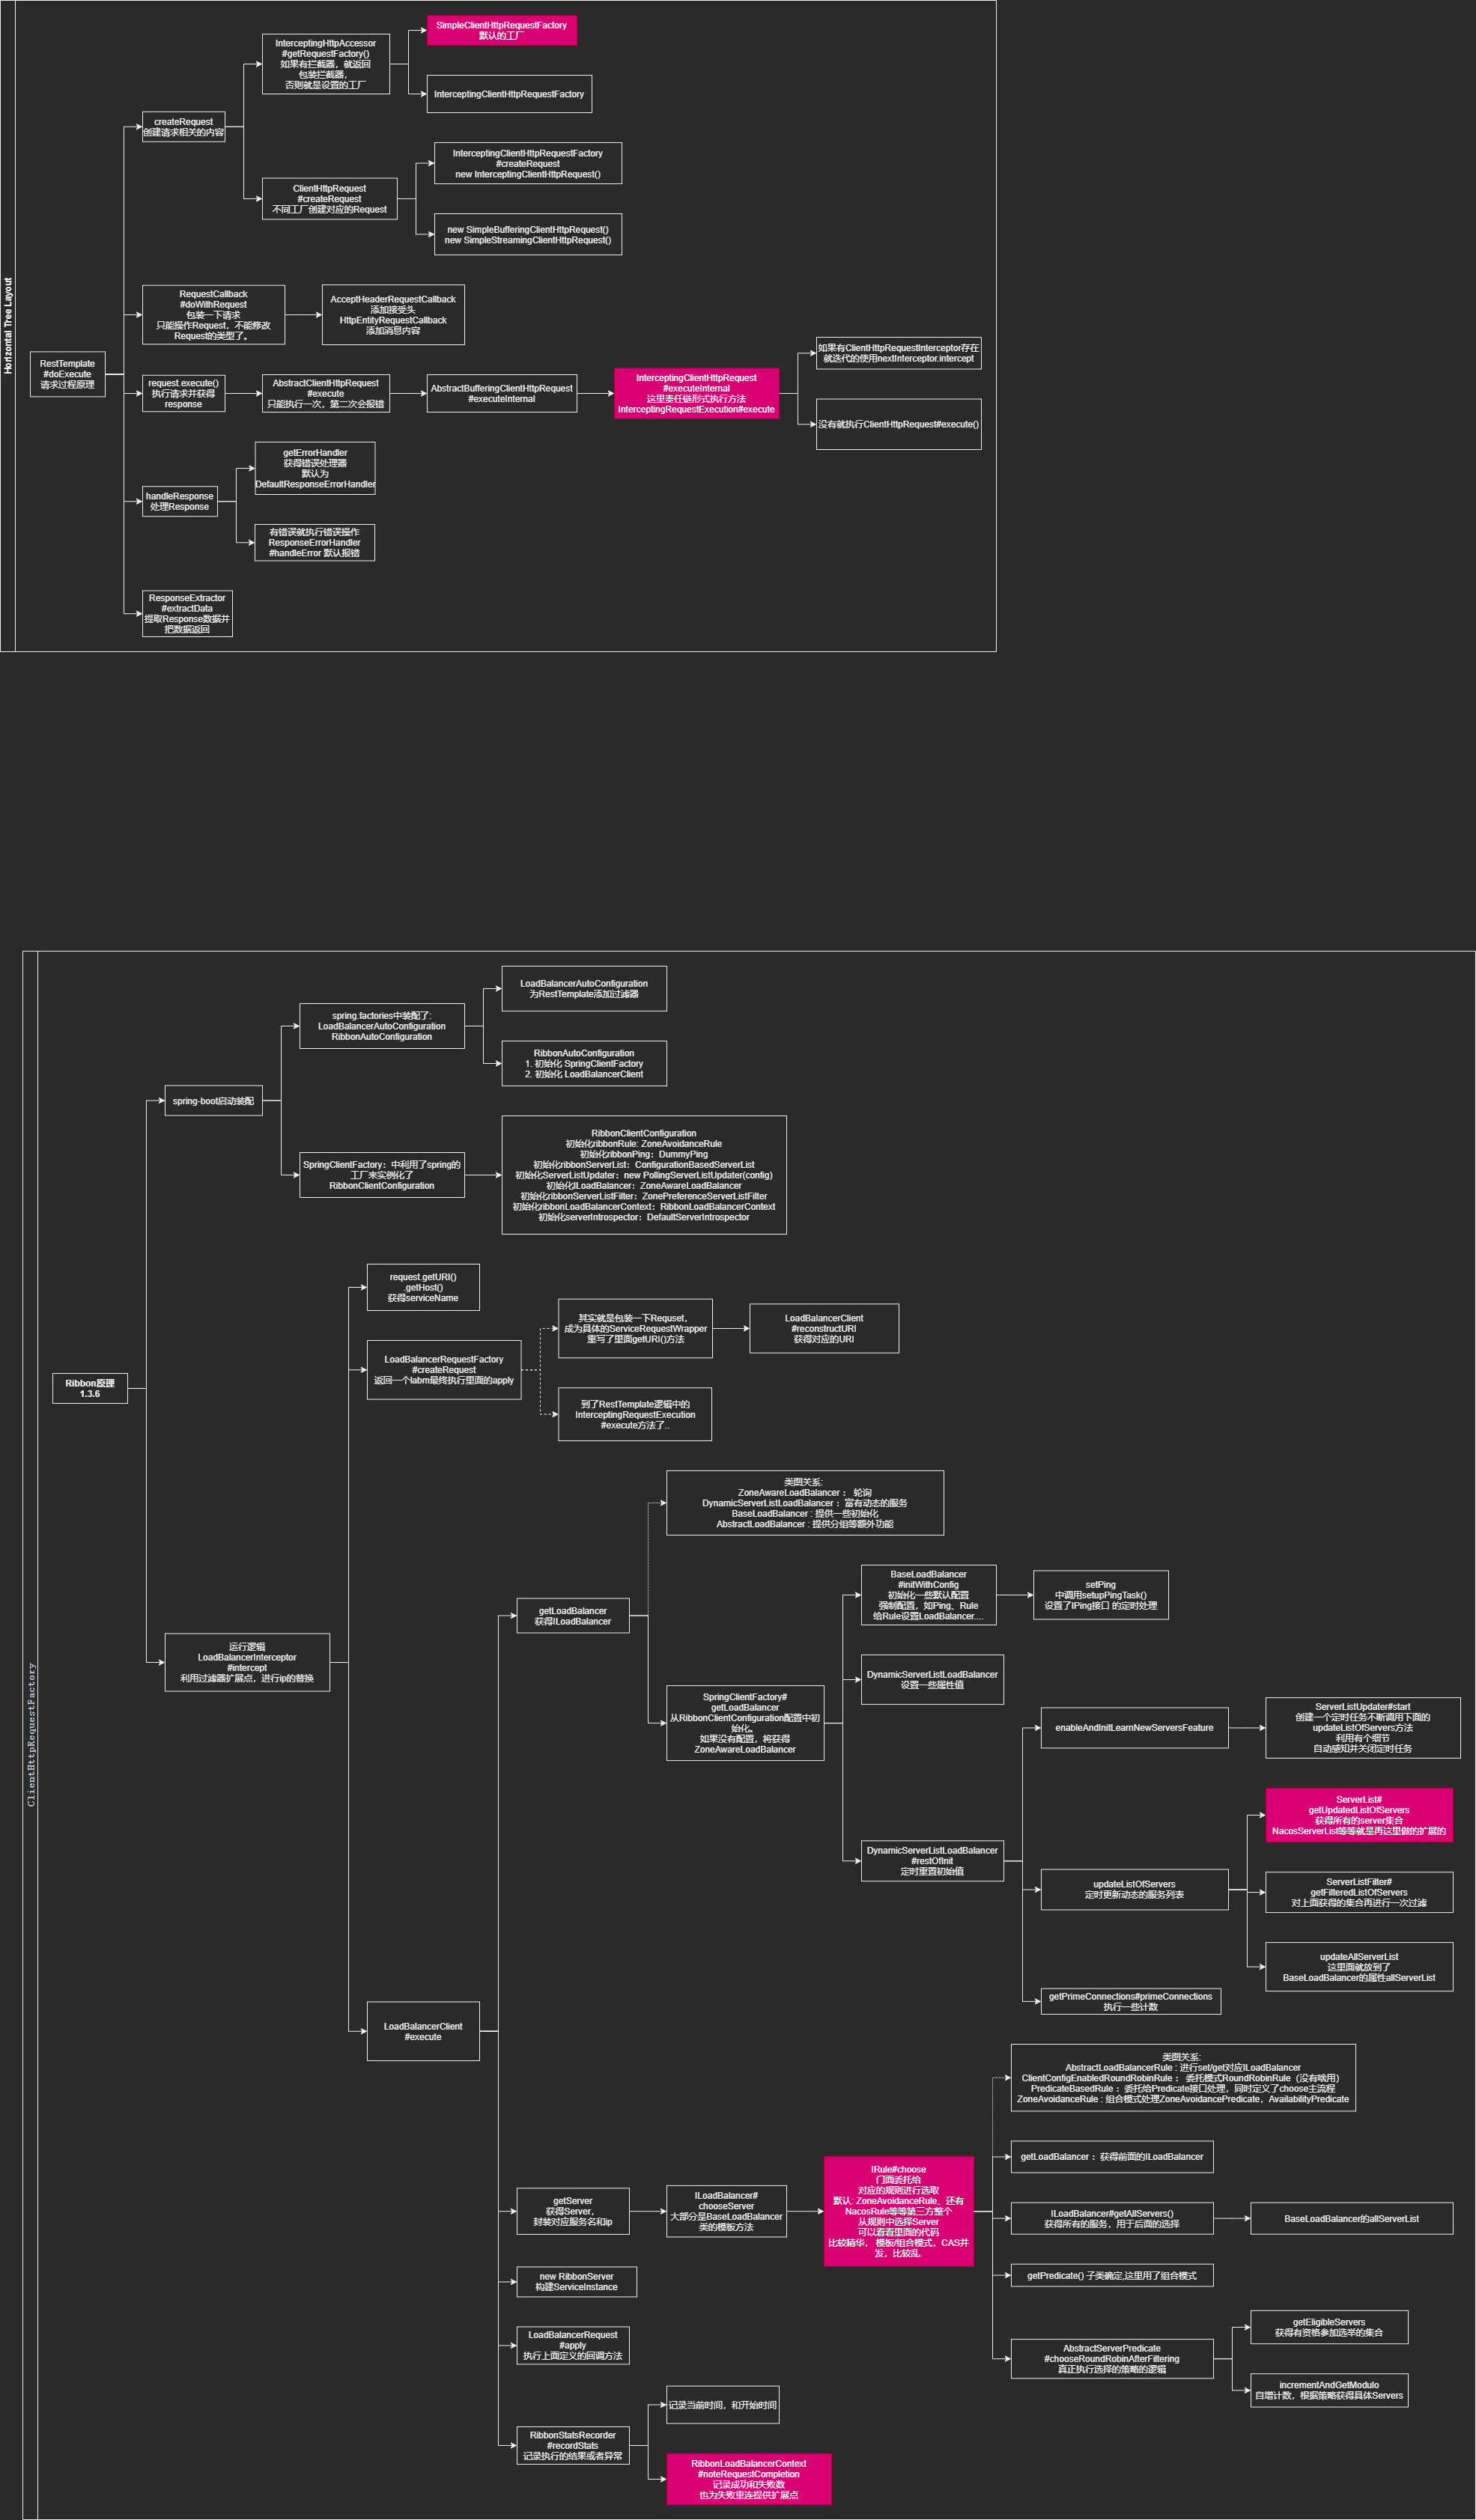 Horizontal Tree Layout
RestTemplate
#doExecute
请求过程原理
createRequest
创建请求相关的内容
InterceptingHttpAccessor
#getRequestFactory()
如果有拦截器，就返回
包装拦截器，
否则就是设置的工厂
SimpleClientHttpRequestFactory
默认的工厂
InterceptingClientHttpRequestFactory
ClientHttpRequest
#createRequest
不同工厂创建对应的Request
InterceptingClientHttpRequestFactory
#createRequest
new InterceptingClientHttpRequest()
new SimpleBufferingClientHttpRequest()
new SimpleStreamingClientHttpRequest()
RequestCallback
#doWithRequest
包装一下请求
只能操作Request，不能修改
Request的类型了。
AcceptHeaderRequestCallback
添加接受头
HttpEntityRequestCallback
添加消息内容
request.execute()
执行请求并获得
response
AbstractClientHttpRequest
#execute
只能执行一次，第二次会报错
AbstractBufferingClientHttpRequest
#executeInternal
InterceptingClientHttpRequest
#executeInternal
这里责任链形式执行方法
InterceptingRequestExecution#execute
如果有ClientHttpRequestInterceptor存在
就迭代的使用nextInterceptor.intercept
没有就执行ClientHttpRequest#execute()
handleResponse
处理Response
getErrorHandler
获得错误处理器
默认为
DefaultResponseErrorHandler
有错误就执行错误操作
ResponseErrorHandler
#handleError 默认报错
ResponseExtractor
#extractData
提取Response数据并
把数据返回
ClientHttpRequestFactory
Ribbon原理
1.3.6
spring-boot启动装配
spring.factories中装配了:
LoadBalancerAutoConfiguration
RibbonAutoConfiguration
LoadBalancerAutoConfiguration
为RestTemplate添加过滤器
RibbonAutoConfiguration
1. 初始化 SpringClientFactory
2. 初始化 LoadBalancerClient
SpringClientFactory：中利用了spring的
工厂来实例化了
RibbonClientConfiguration
RibbonClientConfiguration
初始化ribbonRule: ZoneAvoidanceRule
初始化ribbonPing：DummyPing
初始化ribbonServerList：ConfigurationBasedServerList
初始化ServerListUpdater：new PollingServerListUpdater(config)
初始化ILoadBalancer：ZoneAwareLoadBalancer
初始化ribbonServerListFilter：ZonePreferenceServerListFilter
初始化ribbonLoadBalancerContext：RibbonLoadBalancerContext
初始化serverIntrospector：DefaultServerIntrospector
运行逻辑
LoadBalancerInterceptor
#intercept
利用过滤器扩展点，进行ip的替换
request.getURI()
.getHost()
获得serviceName
LoadBalancerRequestFactory
#createRequest
返回一个labm最终执行里面的apply
其实就是包装一下Requset，
成为具体的ServiceRequestWrapper
重写了里面getURI()方法
LoadBalancerClient
#reconstructURI
获得对应的URI
到了RestTemplate逻辑中的
InterceptingRequestExecution
#execute方法了..
LoadBalancerClient
#execute
getLoadBalancer
获得ILoadBalancer
类图关系:
ZoneAwareLoadBalancer： 轮询
DynamicServerListLoadBalancer ：富有动态的服务
BaseLoadBalancer : 提供一些初始化
AbstractLoadBalancer : 提供分组等额外功能
SpringClientFactory#
getLoadBalancer
从RibbonClientConfiguration配置中初
始化。
如果没有配置，将获得
ZoneAwareLoadBalancer
BaseLoadBalancer
#initWithConfig
初始化一些默认配置
强制配置，如Ping、Rule
给Rule设置LoadBalancer....
setPing
中调用setupPingTask()
设置了IPing接口 的定时处理
DynamicServerListLoadBalancer
设置一些属性值
DynamicServerListLoadBalancer
#restOfInit
定时重置初始值
enableAndInitLearnNewServersFeature
ServerListUpdater#start
创建一个定时任务不断调用下面的
updateListOfServers方法
利用有个细节
自动感知并关闭定时任务
updateListOfServers
定时更新动态的服务列表
ServerList#
getUpdatedListOfServers
获得所有的server集合
NacosServerList等等就是再这里做的扩展的
ServerListFilter#
getFilteredListOfServers
对上面获得的集合再进行一次过滤
updateAllServerList
这里面就放到了
BaseLoadBalancer的属性allServerList
getPrimeConnections#primeConnections
执行一些计数
getServer
获得Server，
封装对应服务名和ip
ILoadBalancer#
chooseServer
大部分是BaseLoadBalancer
类的模板方法
IRule#choose
门面委托给
对应的规则进行选取
默认: ZoneAvoidanceRule、还有
NacosRule等等第三方整个
从规则中选择Server
可以看看里面的代码
比较精华， 模板/组合模式，CAS并
发，比较乱.
类图关系:
AbstractLoadBalancerRule : 进行set/get对应ILoadBalancer
ClientConfigEnabledRoundRobinRule： 委托模式RoundRobinRule（没有啥用）
PredicateBasedRule ：委托给Predicate接口处理，同时定义了choose主流程
ZoneAvoidanceRule : 组合模式处理ZoneAvoidancePredicate，AvailabilityPredicate
getLoadBalancer ：获得前面的ILoadBalancer
ILoadBalancer#getAllServers()
获得所有的服务，用于后面的选择
BaseLoadBalancer的allServerList
getPredicate() 子类确定,这里用了组合模式
AbstractServerPredicate
#chooseRoundRobinAfterFiltering
真正执行选择的策略的逻辑
getEligibleServers
获得有资格参加选举的集合
incrementAndGetModulo
自增计数，根据策略获得具体Servers
new RibbonServer
构建ServiceInstance
LoadBalancerRequest
#apply
执行上面定义的回调方法
RibbonStatsRecorder
#recordStats
记录执行的结果或者异常
记录当前时间，和开始时间
RibbonLoadBalancerContext
#noteRequestCompletion
记录成功和失败数
也为失败重连提供扩展点